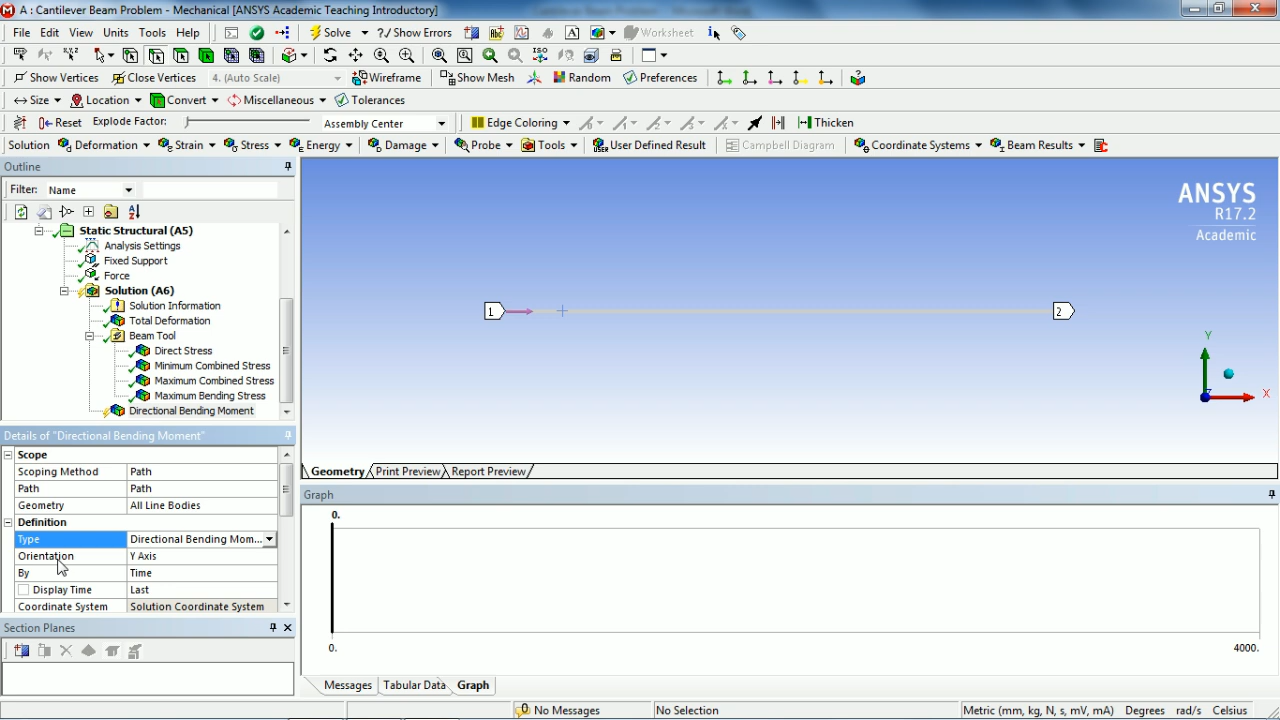 A : Cantilever Beam Problem - Mechanical [ANSYS Academic Teaching Introductory]
File Edit View Units Tools Help Solve ?/Show Errors Worksheet
Show Vertices Close Vertices 4. (Auto Scale) Wireframe Show Mesh Random Preferences
Size Location Convert Miscellaneous Tolerances
Reset Explode Factor: Assembly Center Edge Coloring Thicken
Solution Deformation Strain Stress Energy Damage Probe Tools User Defined Result Campbell Diagram Coordinate Systems Beam Results
Outline
Filter: Name
Static Structural (A5)
Analysis Settings
Fixed Support
Force
Solution (A6)
Solution Information
Total Deformation
Beam Tool
Direct Stress
Minimum Combined Stress
Maximum Combined Stress
Maximum Bending Stress
Directional Bending Moment
Details of "Directional Bending Moment"
Scope
Scoping Method Path
Path Path
Geometry All Line Bodies
Definition
Type Directional Bending Mom...
Orientation Y Axis
By Time
Display Time Last
Coordinate System Solution Coordinate System
Section Planes
ANSYS
R17.2
Academic
1
2
Y
X
Geometry Print Preview Report Preview
Graph
0.
0.
4000.
Messages Tabular Data Graph
No Messages No Selection Metric (mm, kg, N, s, mV, mA) Degrees rad/s Celsius